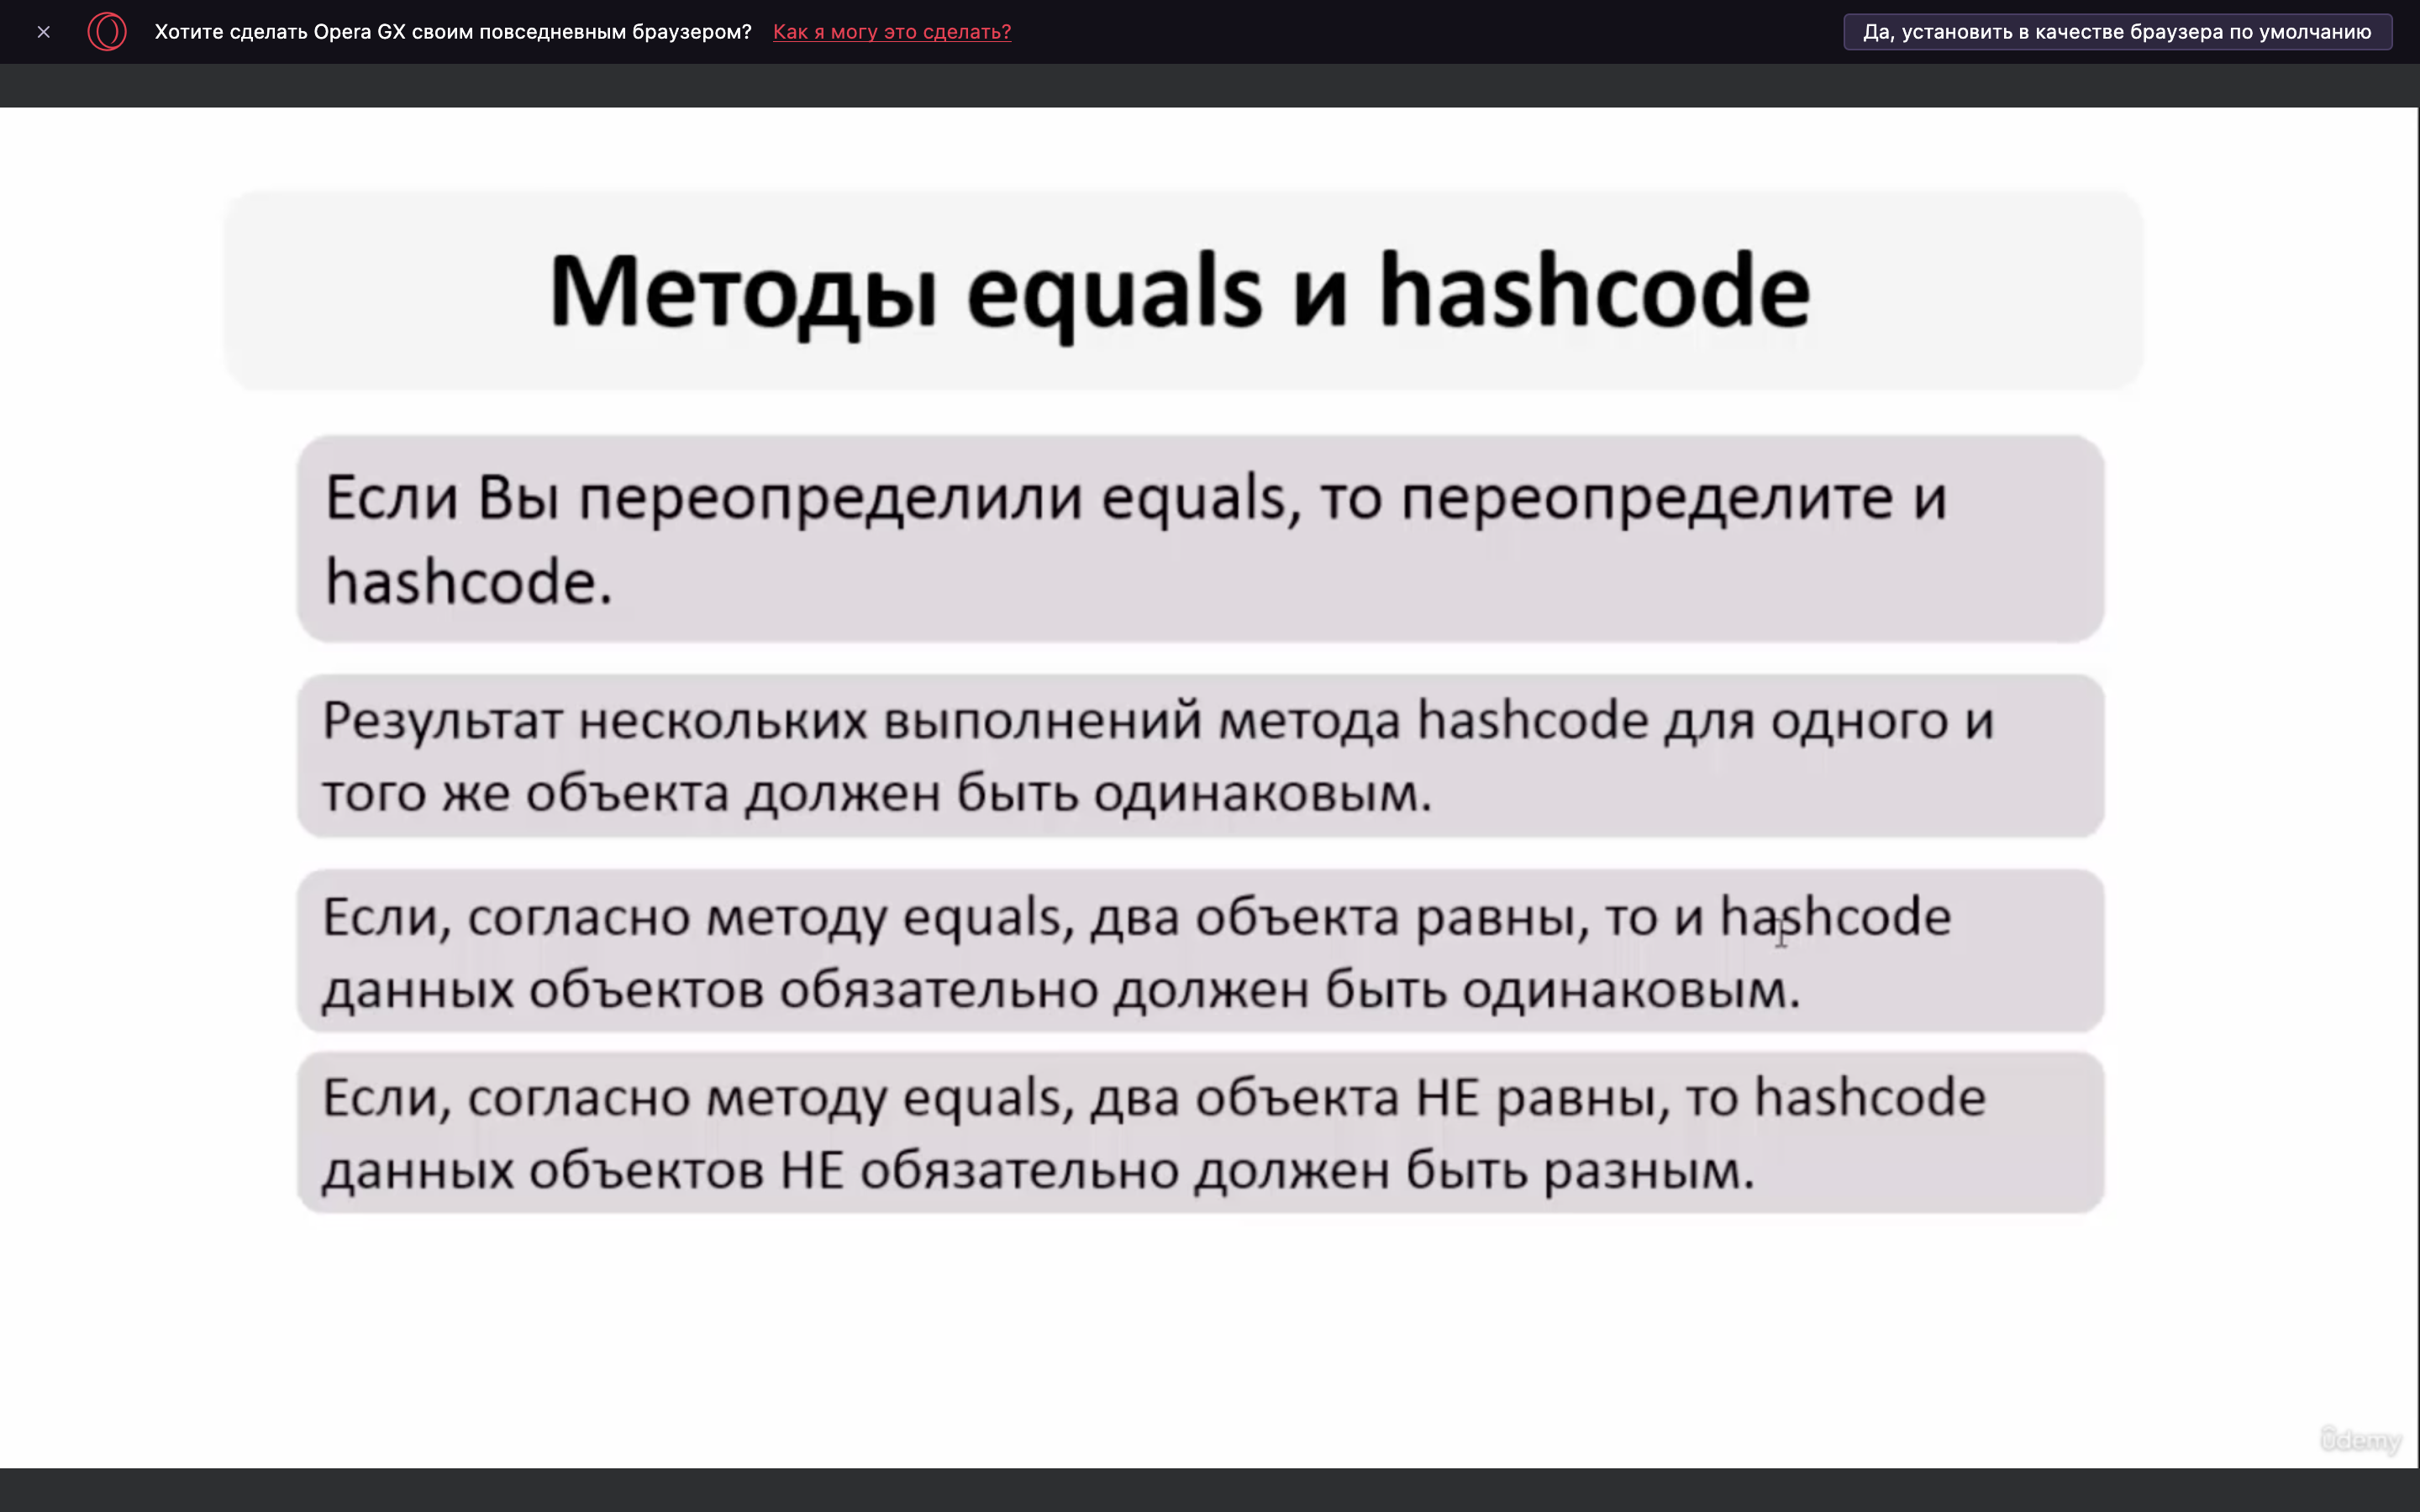 Хотите сделать Opera GX своим повседневным браузером? Как я могу это сделать? Да, установить в качестве браузера по умолчанию
Методы equals и hashcode
Если Вы переопределили equals, то переопределите и
hashcode.
Результат нескольких выполнений метода hashcode для одного и
того же объекта должен быть одинаковым.
Если, согласно методу equals, два объекта равны, то и hashcode
данных объектов обязательно должен быть одинаковым.
Если, согласно методу equals, два объекта НЕ равны, то hashcode
данных объектов НЕ обязательно должен быть разным.
ûdemy